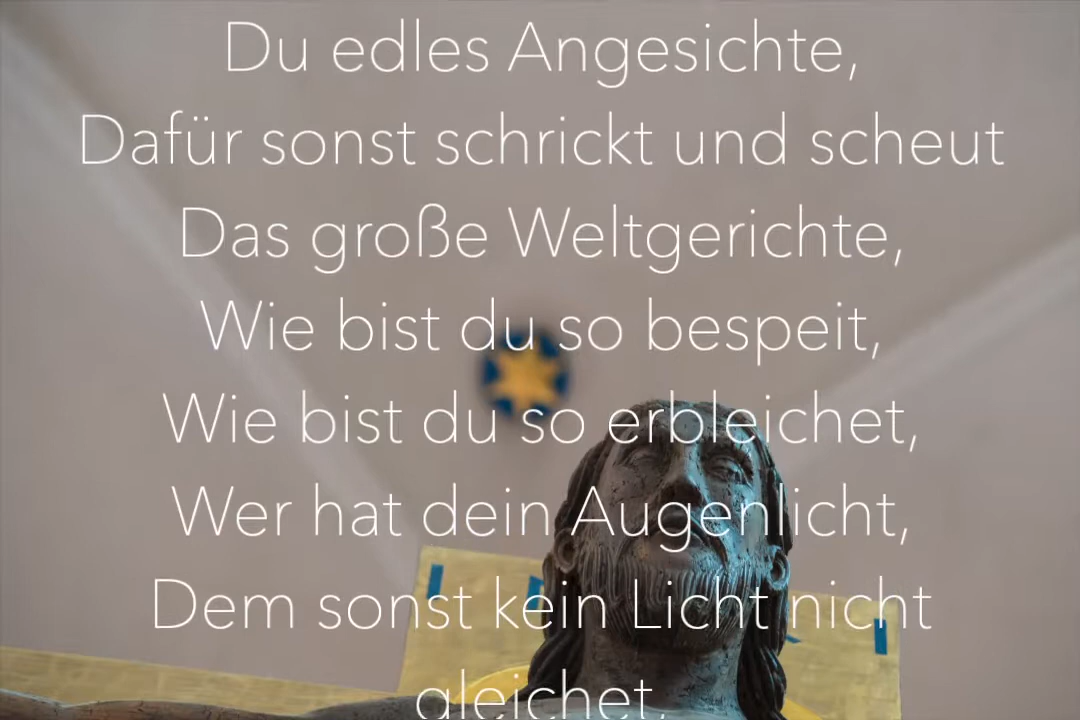 Du edles Angesichte,
Dafür sonst schrickt und scheut
Das große Weltgerichte,
Wie bist du so bespeit,
Wie bist du so erbleichet,
Wer hat dein Augenlicht,
Dem sonst kein Licht nicht
gleichet,